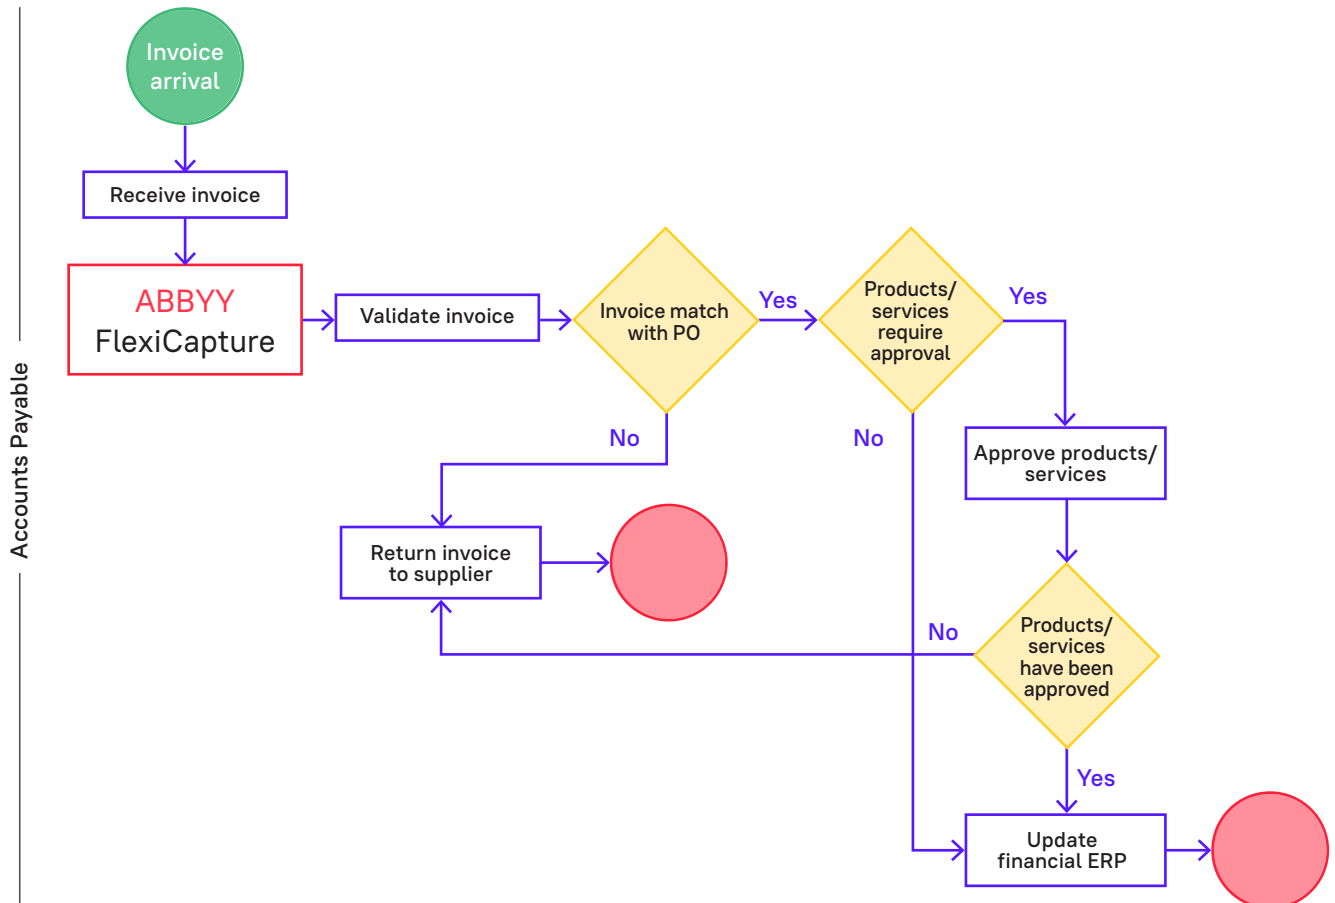 Invoice
arrival
Receive invoice
ABBYY
FlexiCapture
Validate invoice
Invoice match
with PO
Yes
Products/
services
require
approval
Yes
No
No
Approve products/
services
Return invoice
to supplier
No
Products/
services
have been
approved
Yes
Update
financial ERP
Accounts Payable